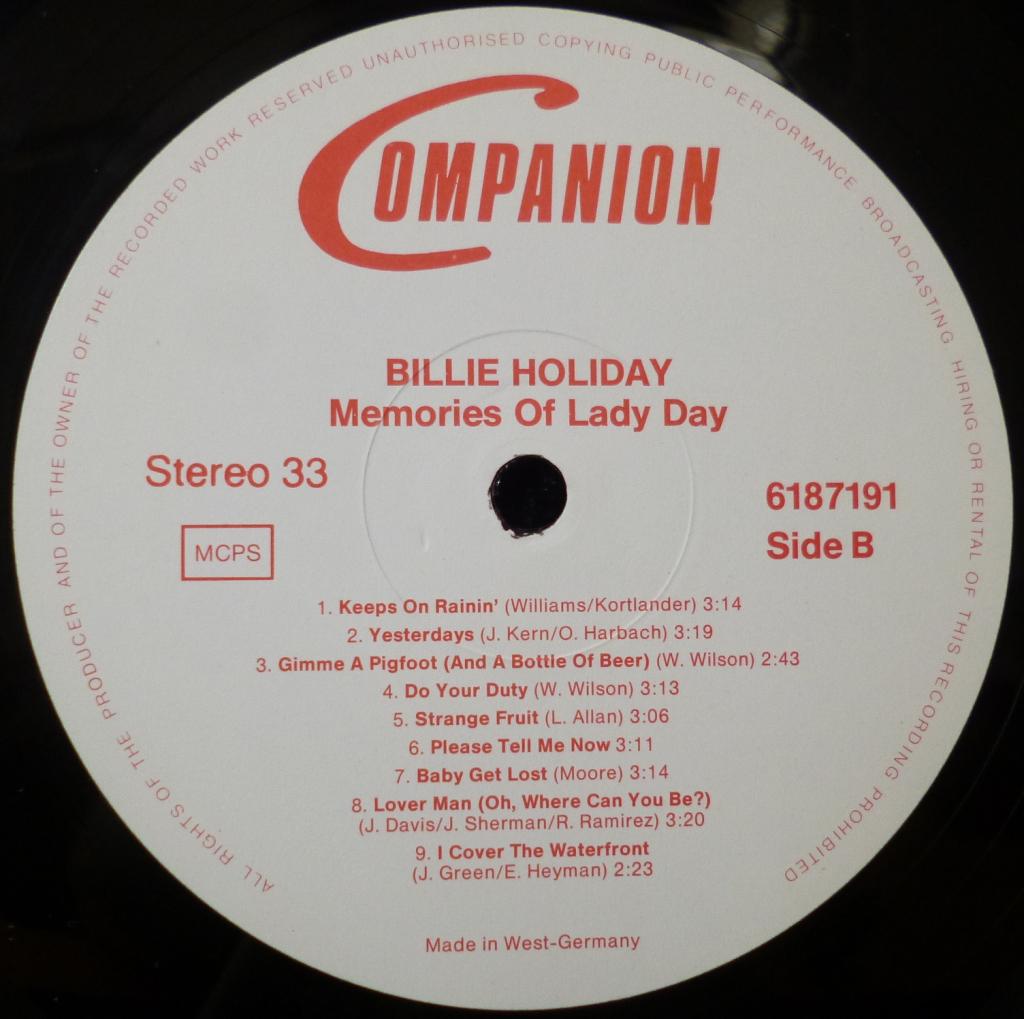 ALL RIGHTS OF THE PRODUCER AND OF THE OWNER OF THE RECORDED WORK RESERVED UNAUTHORISED COPYING PUBLIC PERFORMANCE BROADCASTING HIRING OR RENTAL OF THIS RECORDING PROHIBITED
COMPANION
BILLIE HOLIDAY
Memories Of Lady Day
Stereo 33
MCPS
6187191
Side B
1. Keeps On Rainin' (Williams/Kortlander) 3:14
2. Yesterdays (J. Kern/O. Harbach) 3:19
3. Gimme A Pigfoot (And A Bottle Of Beer) (W. Wilson) 2:43
4. Do Your Duty (W. Wilson) 3:13
5. Strange Fruit (L. Allan) 3:06
6. Please Tell Me Now 3:11
7. Baby Get Lost (Moore) 3:14
8. Lover Man (Oh, Where Can You Be?)
(J. Davis/J. Sherman/R. Ramirez) 3:20
9. I Cover The Waterfront
(J. Green/E. Heyman) 2:23
Made in West-Germany